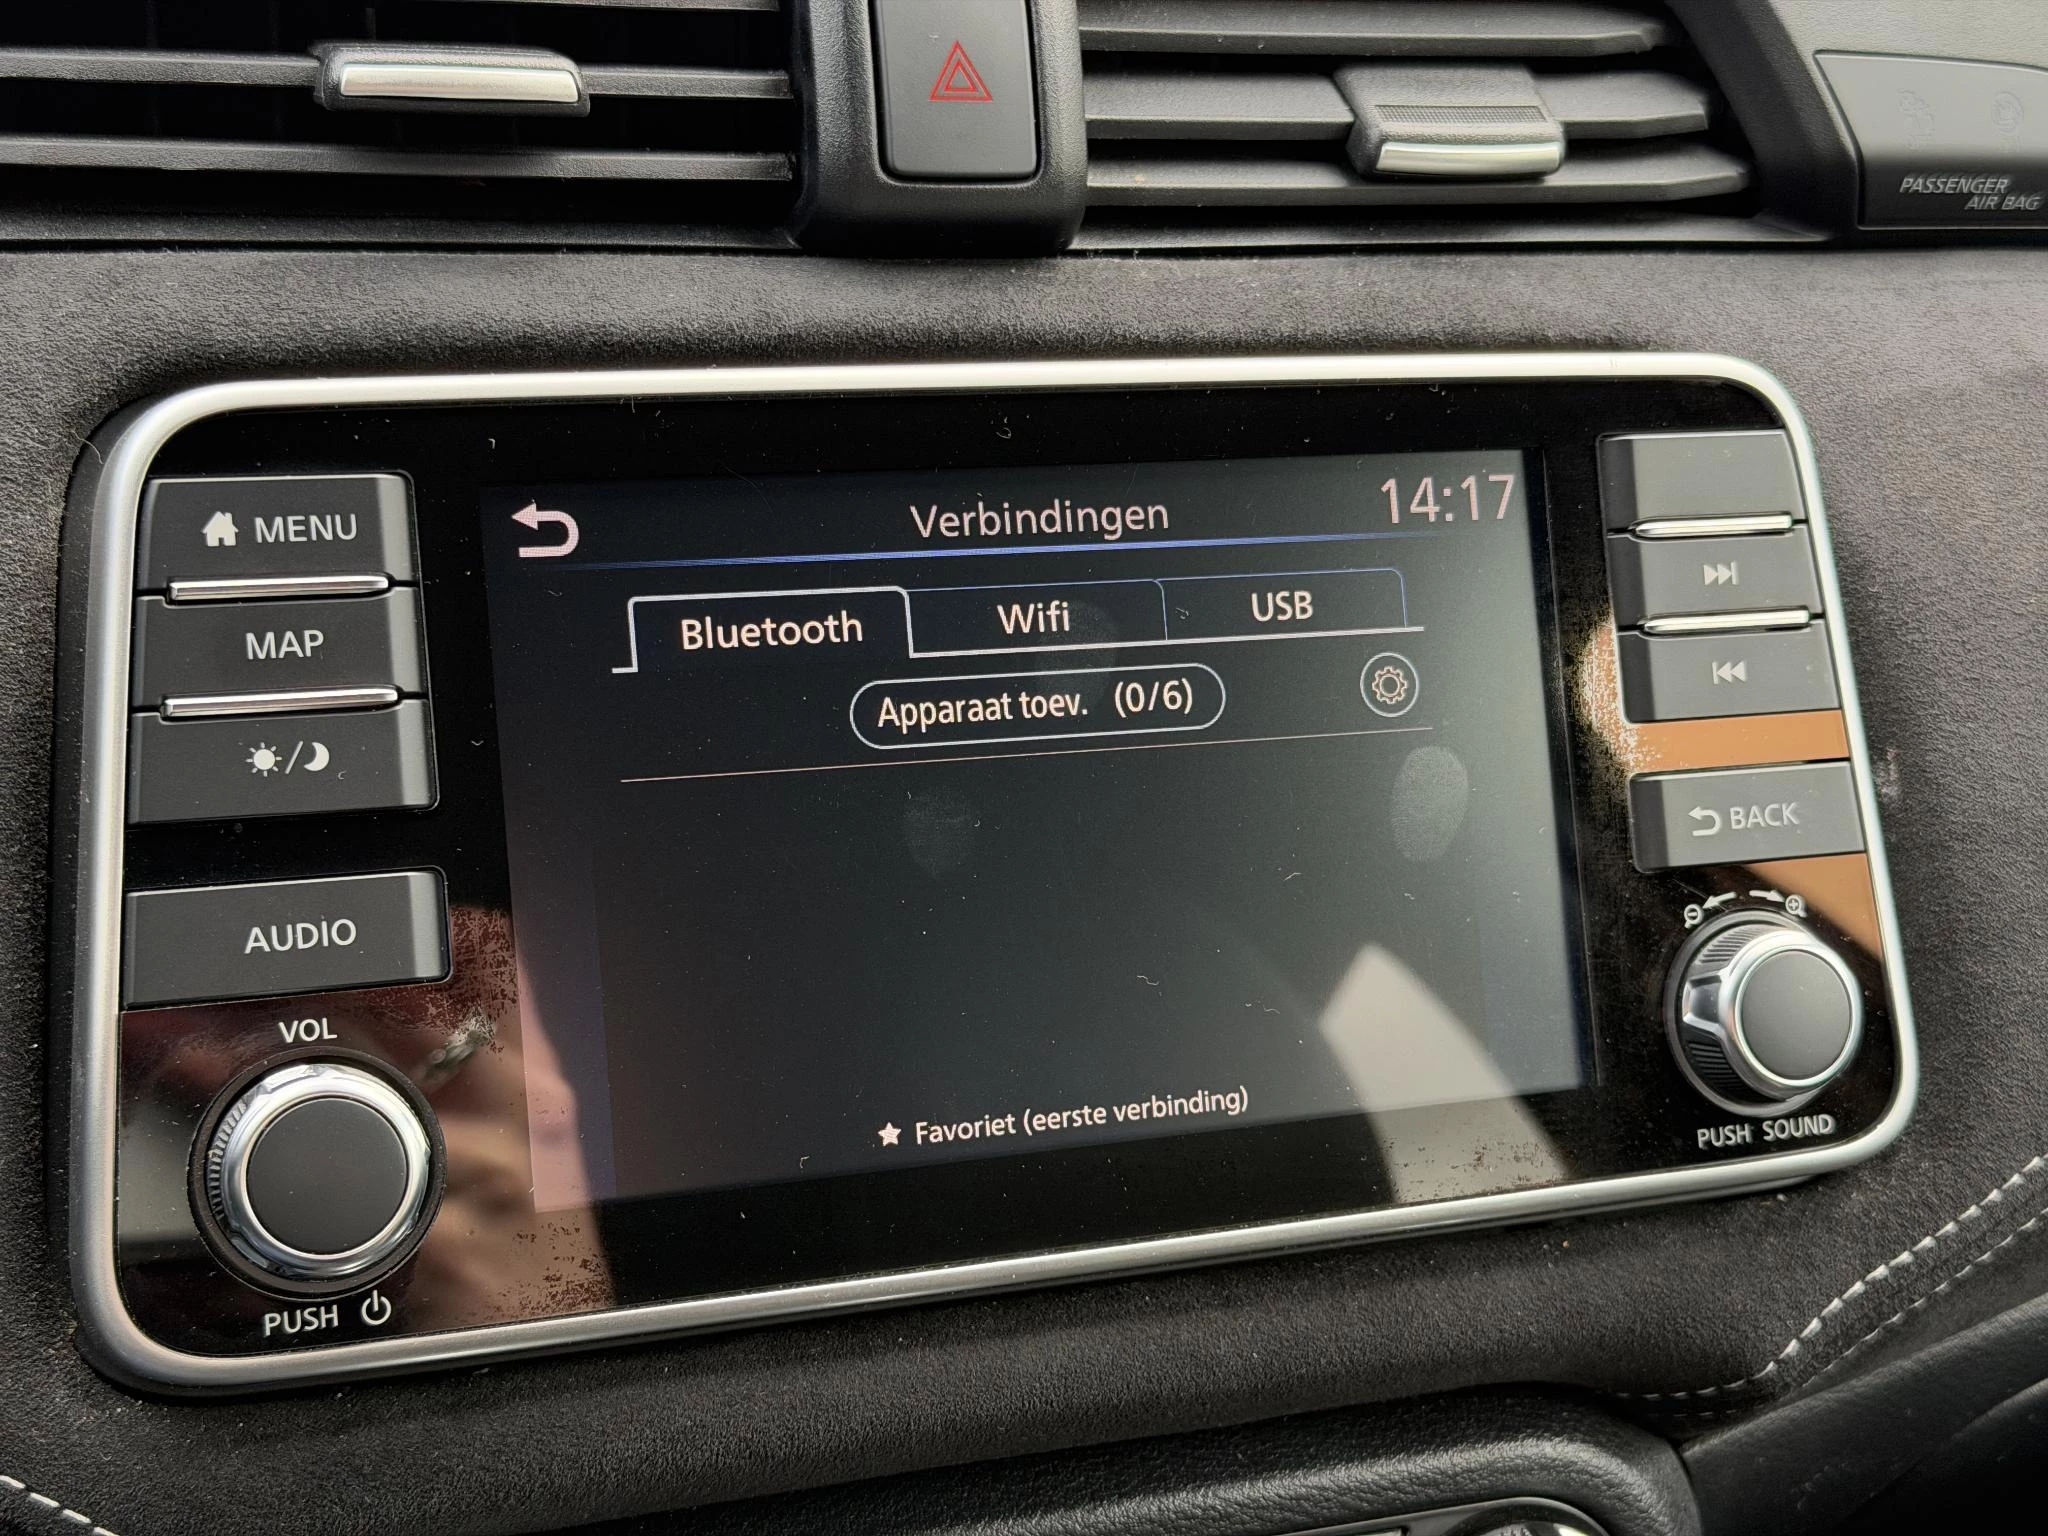 PASSENGER
AIR BAG
MENU
MAP
AUDIO
VOL
PUSH
Verbindingen
14:17
Bluetooth
Wifi
USB
Apparaat toev. (0/6)
Favoriet (eerste verbinding)
BACK
PUSH SOUND